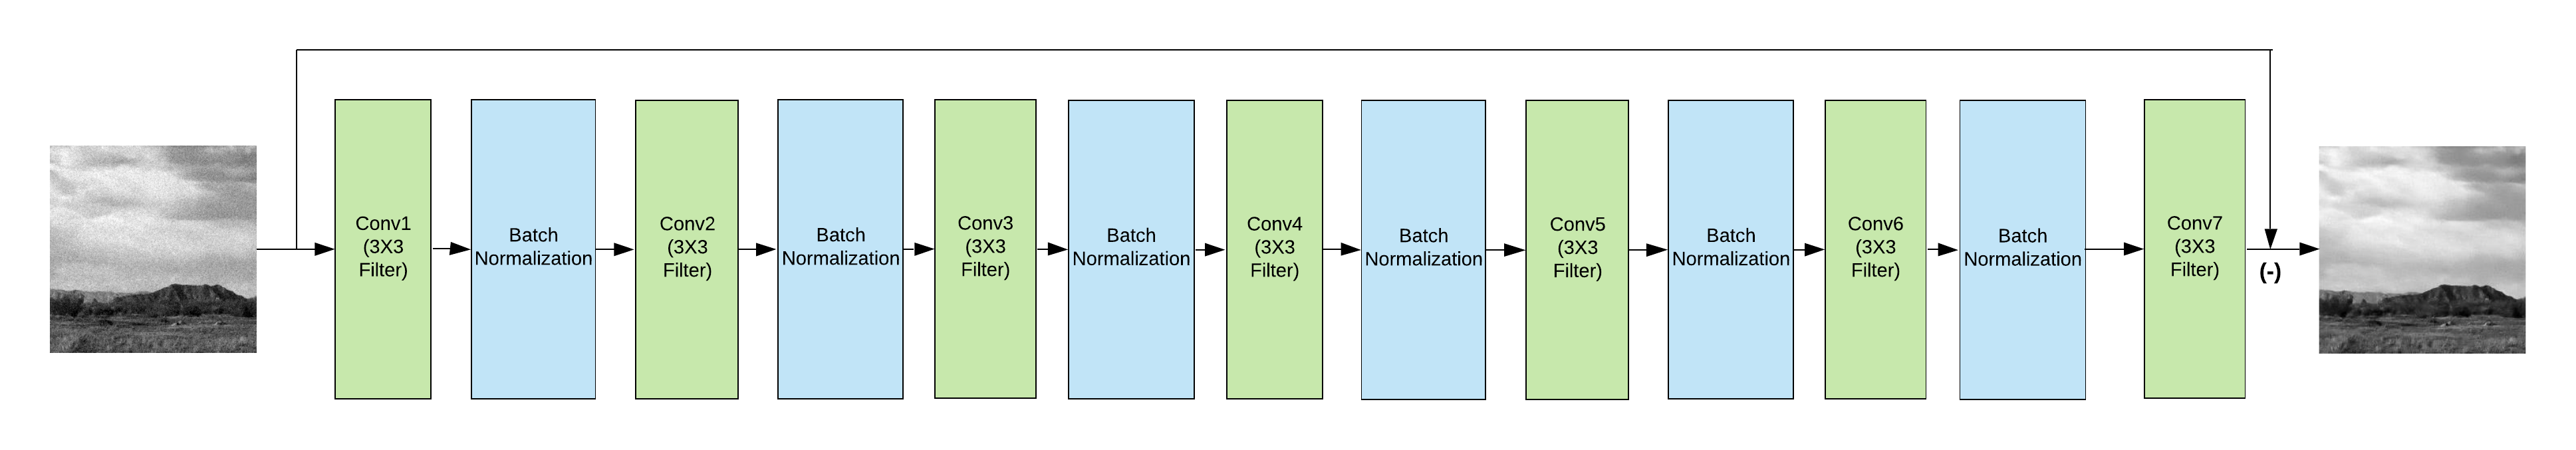 Conv1
(3X3
Filter)
Batch
Normalization
Conv2
(3X3
Filter)
Batch
Normalization
Conv3
(3X3
Filter)
Batch
Normalization
Conv4
(3X3
Filter)
Batch
Normalization
Conv5
(3X3
Filter)
Batch
Normalization
Conv6
(3X3
Filter)
Batch
Normalization
Conv7
(3X3
Filter)
(-)